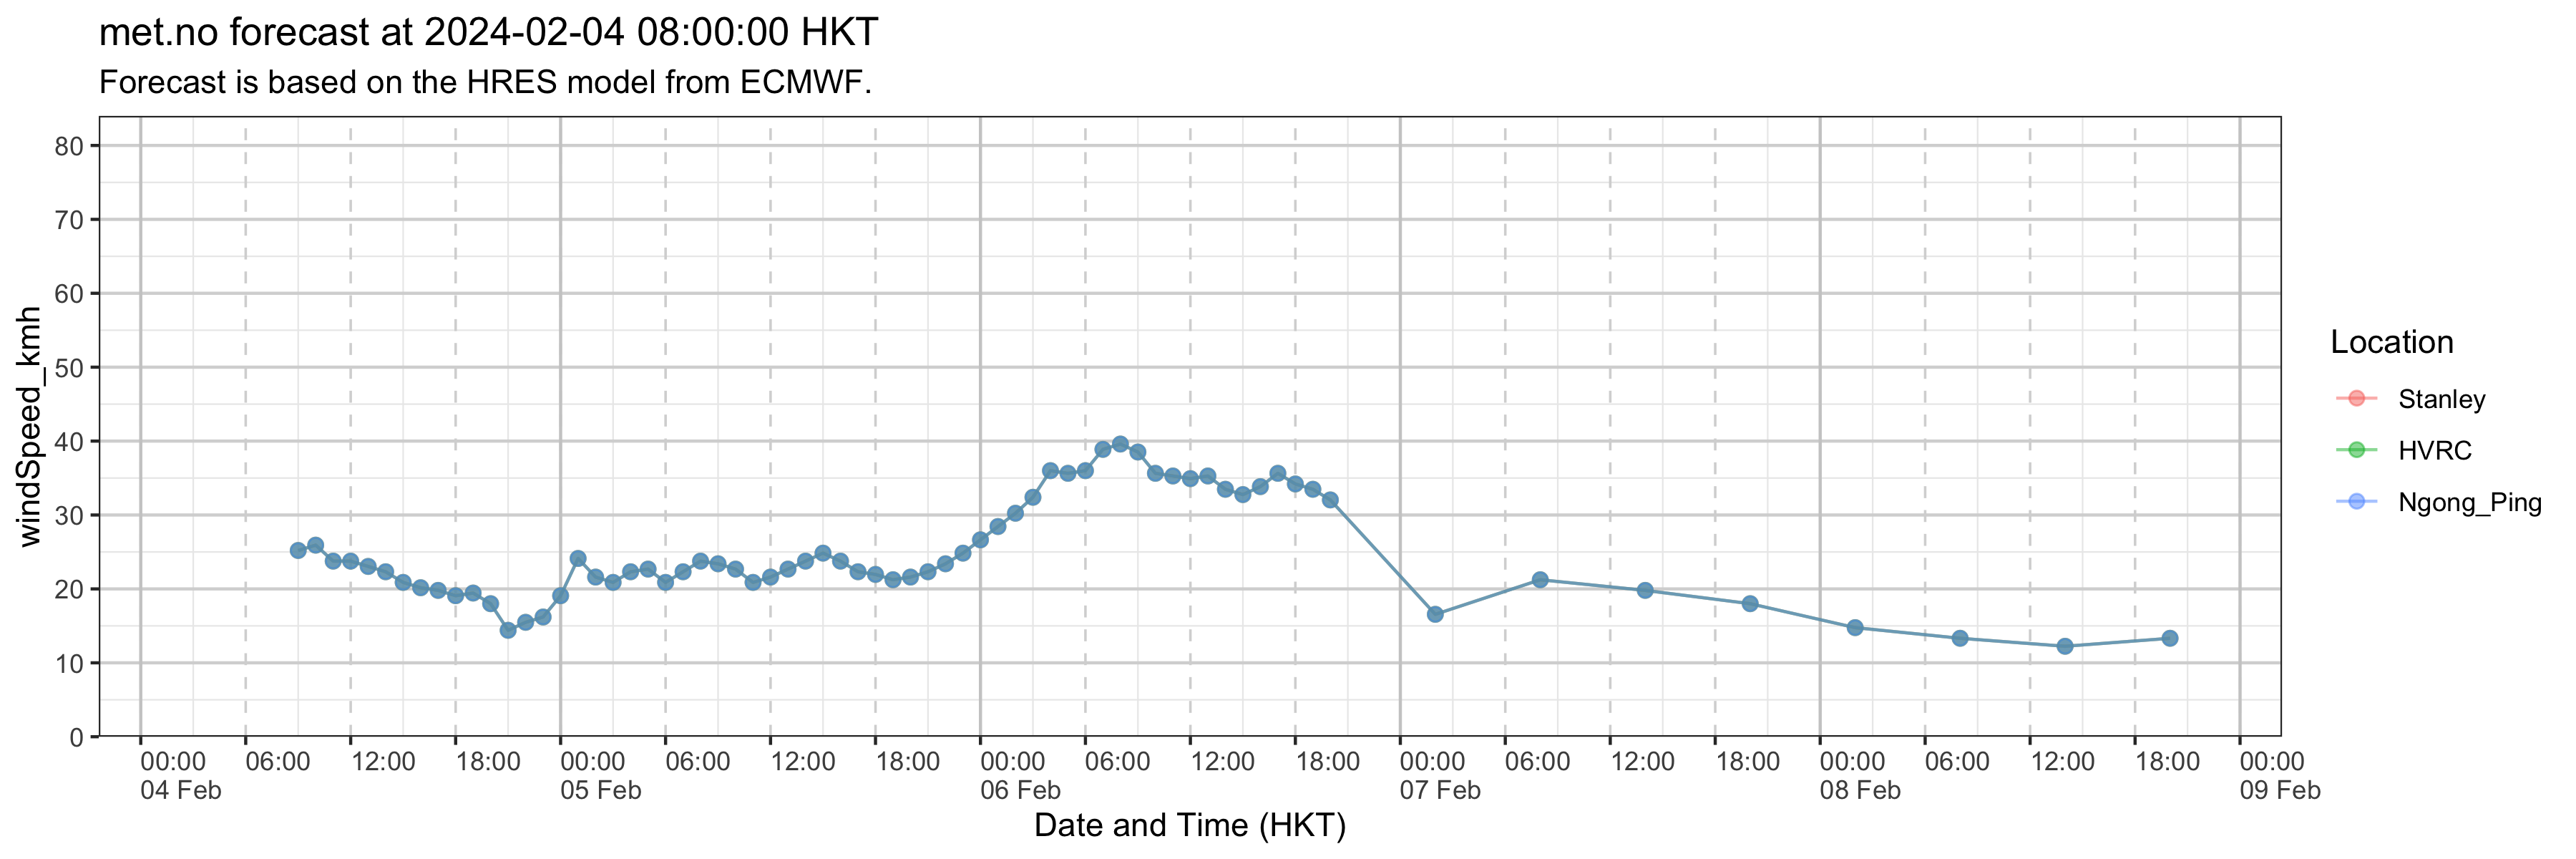 met.no forecast at 2024-02-04 08:00:00 HKT
Forecast is based on the HRES model from ECMWF.
windSpeed_kmh
80
70
60
50
40
30
20
10
0
00:00 06:00 12:00 18:00 00:00 06:00 12:00 18:00 00:00 06:00 12:00 18:00 00:00 06:00 12:00 18:00 00:00 06:00 12:00 18:00 00:00
04 Feb 05 Feb 06 Feb 07 Feb 08 Feb 09 Feb
Date and Time (HKT)
Location
Stanley
HVRC
Ngong_Ping